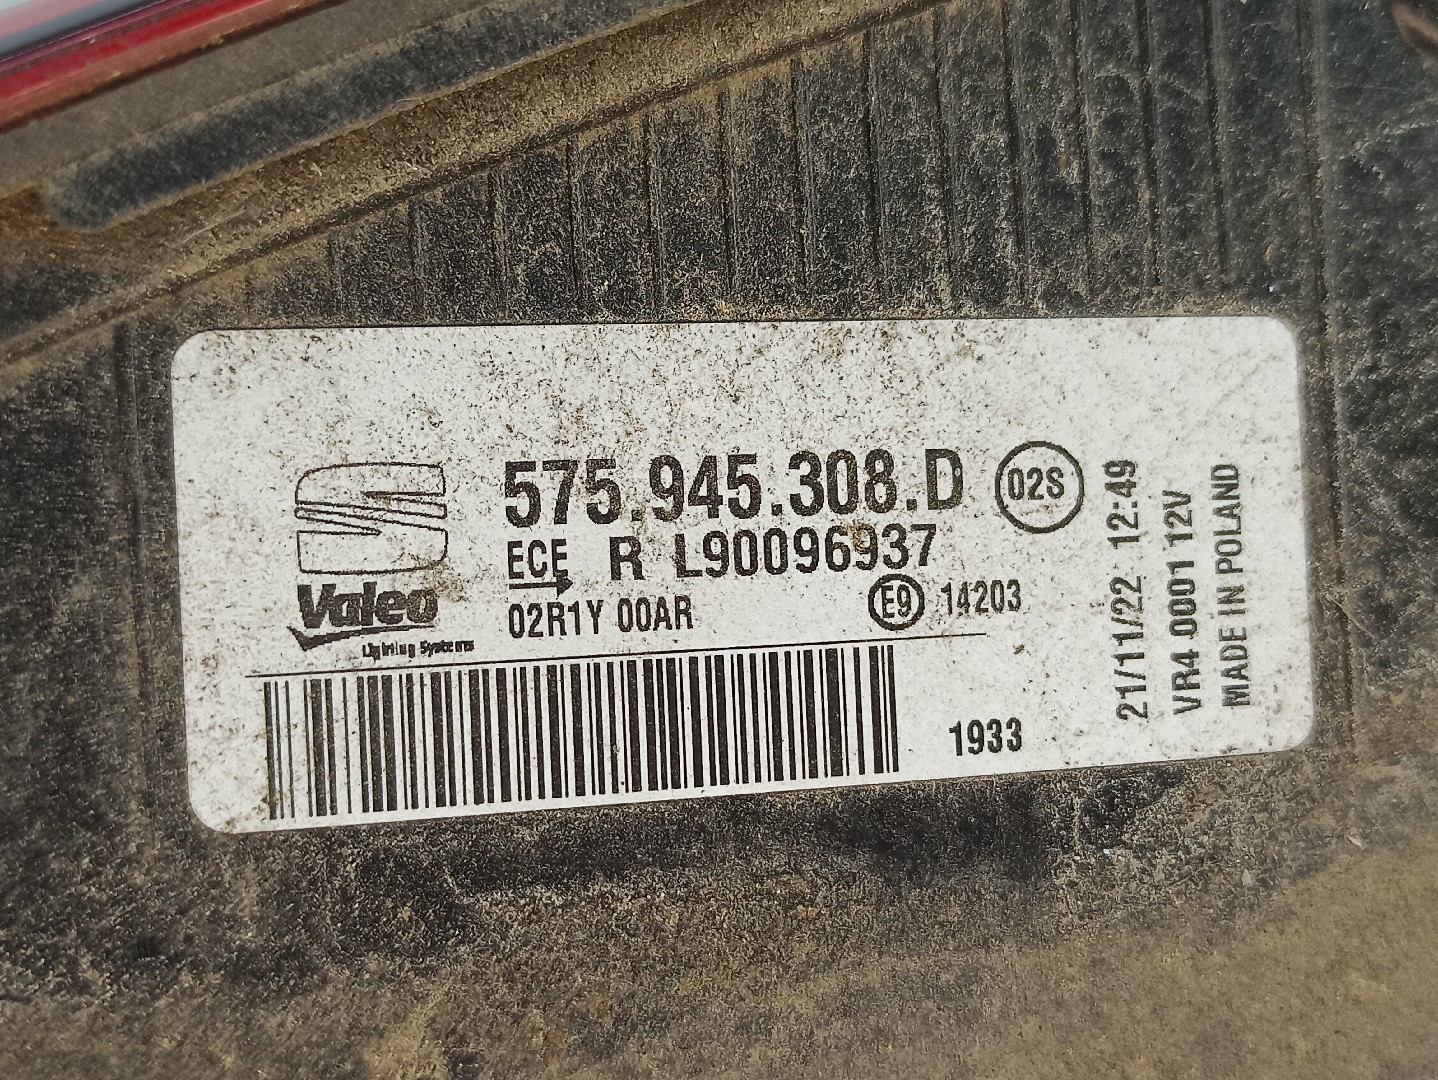 575.945.308.D
02S
ECE R L90096937
Valeo
Lighting Systems
02R1Y 00AR
E9 14203
1933
21/11/22 12:49
VR4 0001 12V
MADE IN POLAND